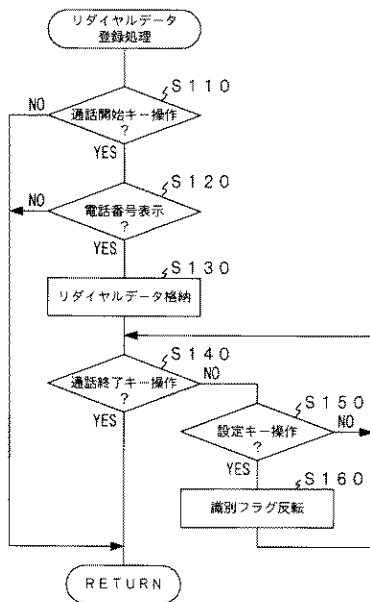 リダイヤルデータ
登録処理
S110
NO
通話開始キー操作
?
YES
S120
NO
電話番号表示
?
YES
S130
リダイヤルデータ格納
S140
通話終了キー操作
?
NO
YES
S150
設定キー操作
?
NO
YES
S160
識別フラグ反転
RETURN